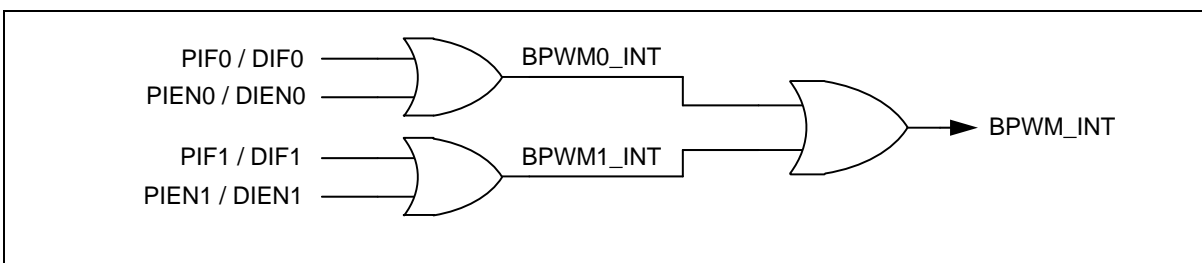 PIF0 / DIF0
BPWM0_INT
PIEN0 / DIEN0
BPWM_INT
PIF1 / DIF1
BPWM1_INT
PIEN1 / DIEN1